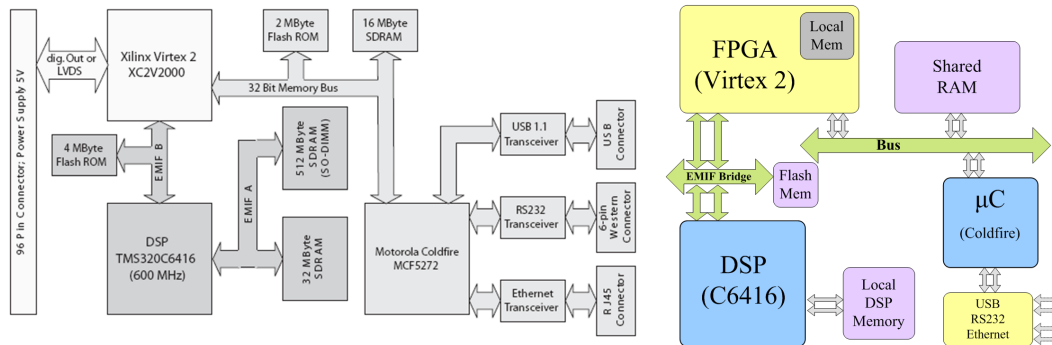 96 Pin Connector; Power Supply 5V
dig. Out or
LVDS
Xilinx Virtex 2
XC2V2000
2 MByte
Flash ROM
16 MByte
SDRAM
32 Bit Memory Bus
4 MByte
Flash ROM
EMIF B
EMIF A
512 MByte
SDRAM
(SO-DIMM)
32 MByte
SDRAM
DSP
TMS320C6416
(600 MHz)
Motorola Coldfire
MCF5272
USB 1.1
Transceiver
USB
Connector
RS232
Transceiver
6-pin
Western
Connector
Ethernet
Transceiver
RJ45
Connector
FPGA
(Virtex 2)
Local
Mem
Shared
RAM
Bus
EMIF Bridge
Flash
Mem
DSP
(C6416)
Local
DSP
Memory
μC
(Coldfire)
USB
RS232
Ethernet